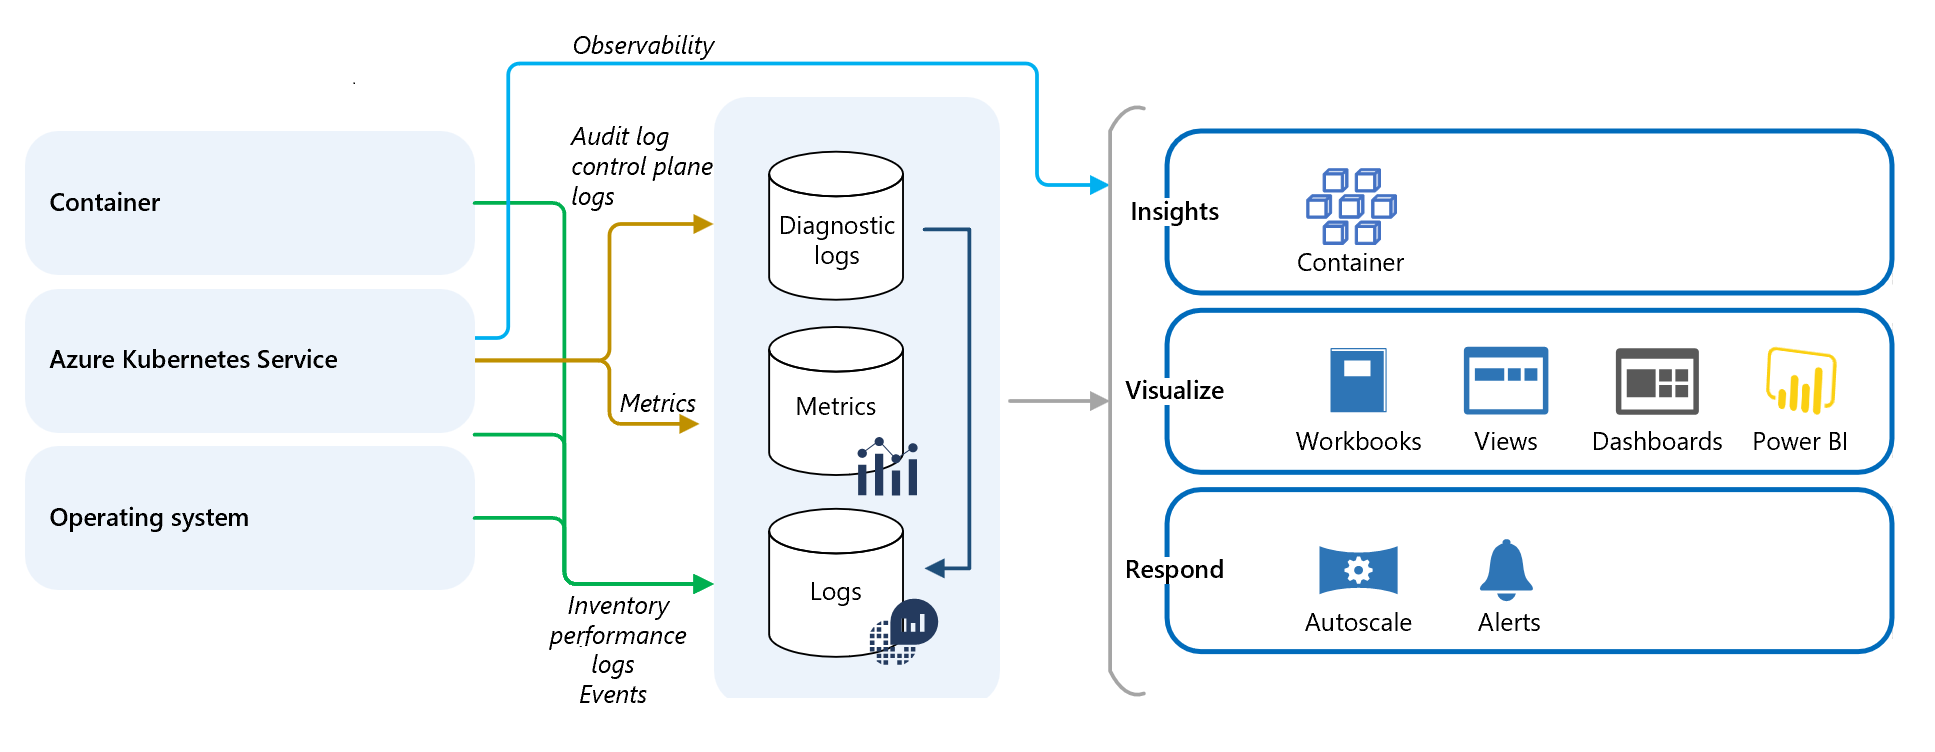 Observability
Audit log
control plane
logs
Container
Azure Kubernetes Service
Operating system
Metrics
Inventory
performance
logs
Events
Diagnostic
logs
Metrics
Logs
Insights
Container
Visualize
Workbooks
Views
Dashboards
Power BI
Respond
Autoscale
Alerts